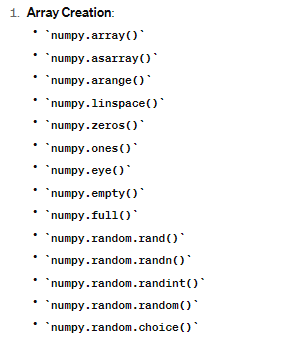 1. Array Creation:
• `numpy.array()`
• `numpy.asarray()`
• `numpy.arange()`
• `numpy.linspace()`
• `numpy.zeros()`
• `numpy.ones()`
• `numpy.eye()`
• `numpy.empty()`
• `numpy.full()`
• `numpy.random.rand()`
• `numpy.random.randn()`
• `numpy.random.randint()`
• `numpy.random.random()`
• `numpy.random.choice()`